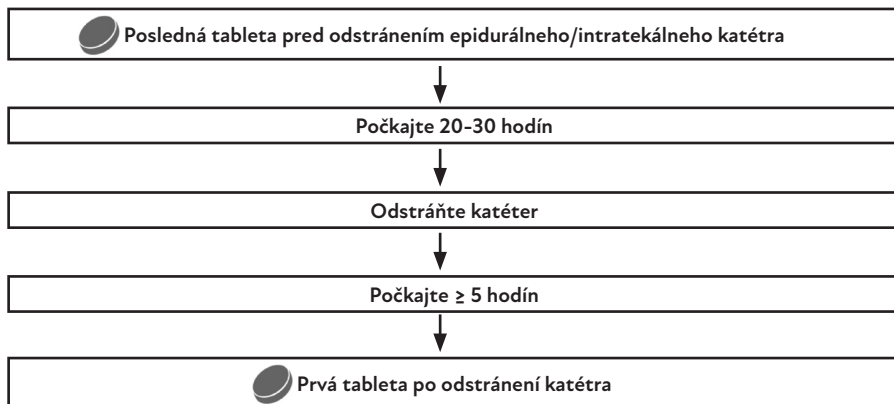 Posledná tableta pred odstránením epidurálneho/intratekálneho katétra
Počkajte 20-30 hodín
Odstráňte katéter
Počkajte ≥ 5 hodín
Prvá tableta po odstránení katétra